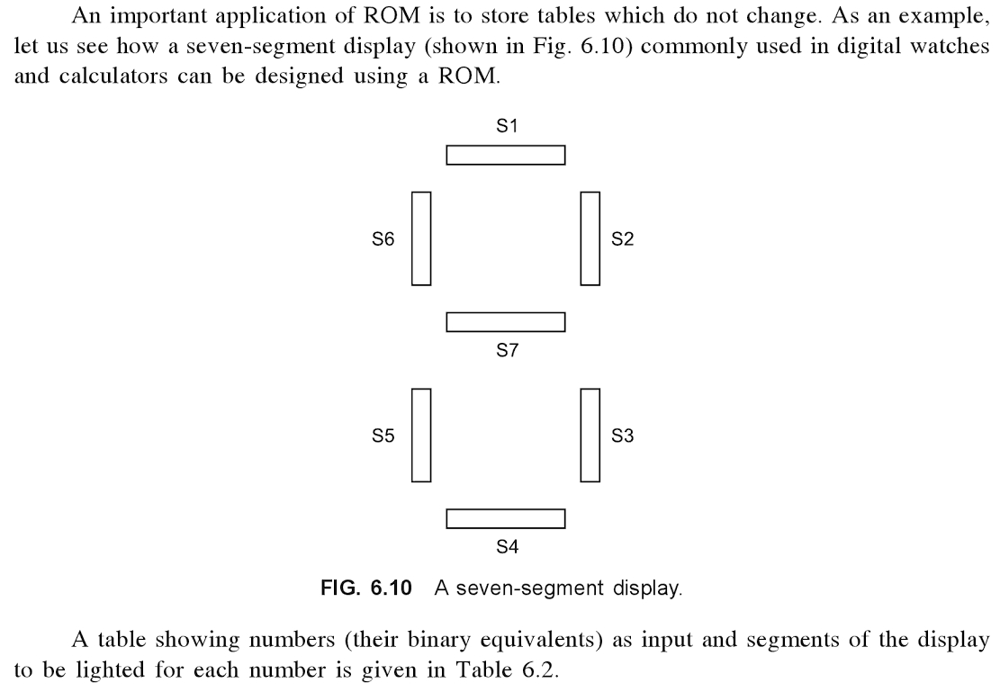 An important application of ROM is to store tables which do not change. As an example,
let us see how a seven-segment display (shown in Fig. 6.10) commonly used in digital watches
and calculators can be designed using a ROM.
S1
S6
S2
S7
S5
S3
S4
FIG. 6.10 A seven-segment display.
A table showing numbers (their binary equivalents) as input and segments of the display
to be lighted for each number is given in Table 6.2.